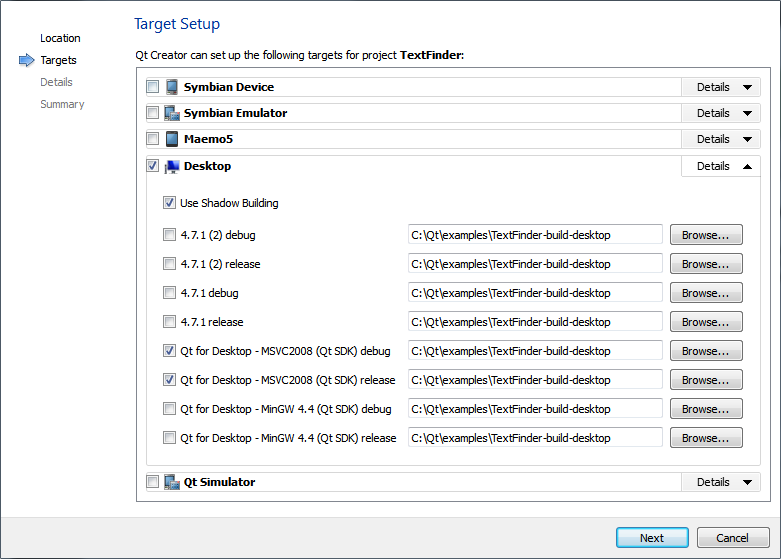 Target Setup
Location
Targets
Details
Summary
Qt Creator can set up the following targets for project TextFinder:
Symbian Device Details
Symbian Emulator Details
Maemo5 Details
Desktop Details
Use Shadow Building
4.7.1 (2) debug C:\Qt\examples\TextFinder-build-desktop Browse...
4.7.1 (2) release C:\Qt\examples\TextFinder-build-desktop Browse...
4.7.1 debug C:\Qt\examples\TextFinder-build-desktop Browse...
4.7.1 release C:\Qt\examples\TextFinder-build-desktop Browse...
Qt for Desktop - MSVC2008 (Qt SDK) debug C:\Qt\examples\TextFinder-build-desktop Browse...
Qt for Desktop - MSVC2008 (Qt SDK) release C:\Qt\examples\TextFinder-build-desktop Browse...
Qt for Desktop - MinGW 4.4 (Qt SDK) debug C:\Qt\examples\TextFinder-build-desktop Browse...
Qt for Desktop - MinGW 4.4 (Qt SDK) release C:\Qt\examples\TextFinder-build-desktop Browse...
Qt Simulator Details
Next Cancel